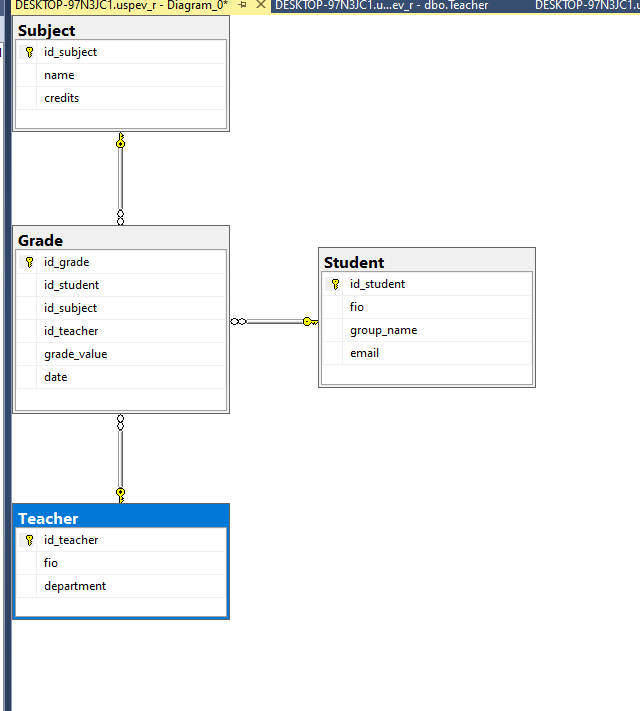 DESKTOP-97N3JC1.uspev_r - Diagram_0*
DESKTOP-97N3JC1.u...ev_r - dbo.Teacher
DESKTOP-97N3JC1.u
Subject
id_subject
name
credits
Grade
id_grade
id_student
id_subject
id_teacher
grade_value
date
Student
id_student
fio
group_name
email
Teacher
id_teacher
fio
department